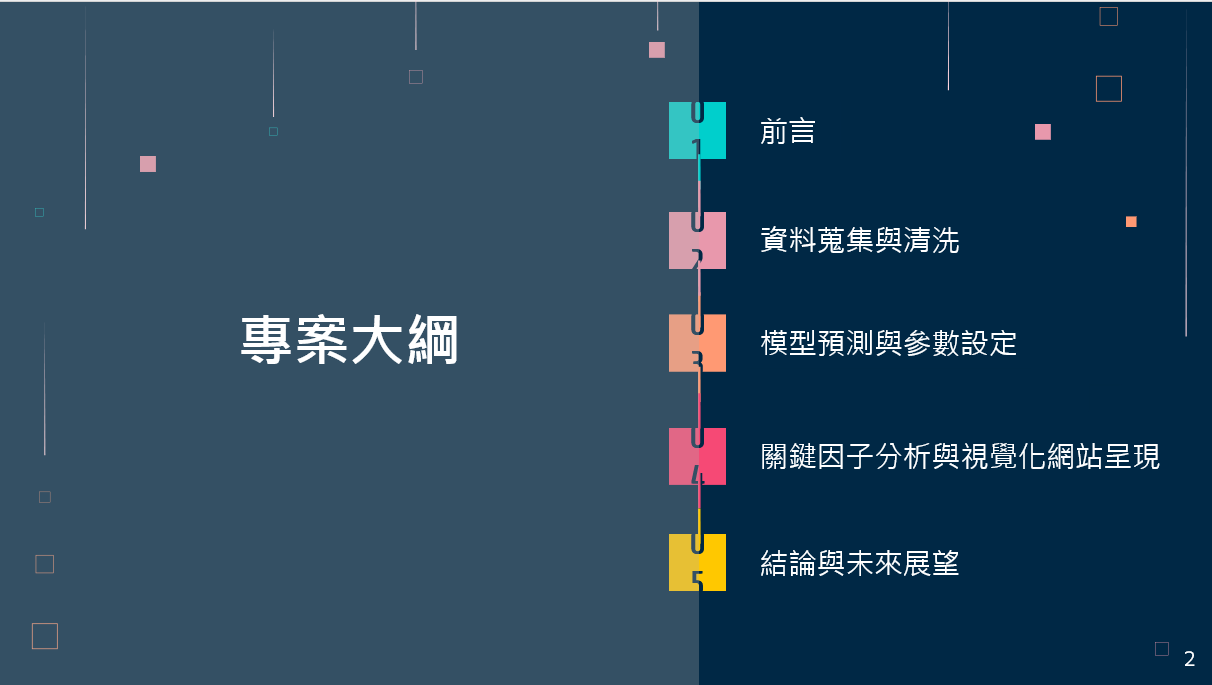 專案大綱
01
前言
02
資料蒐集與清洗
03
模型預測與參數設定
04
關鍵因子分析與視覺化網站呈現
05
結論與未來展望
2